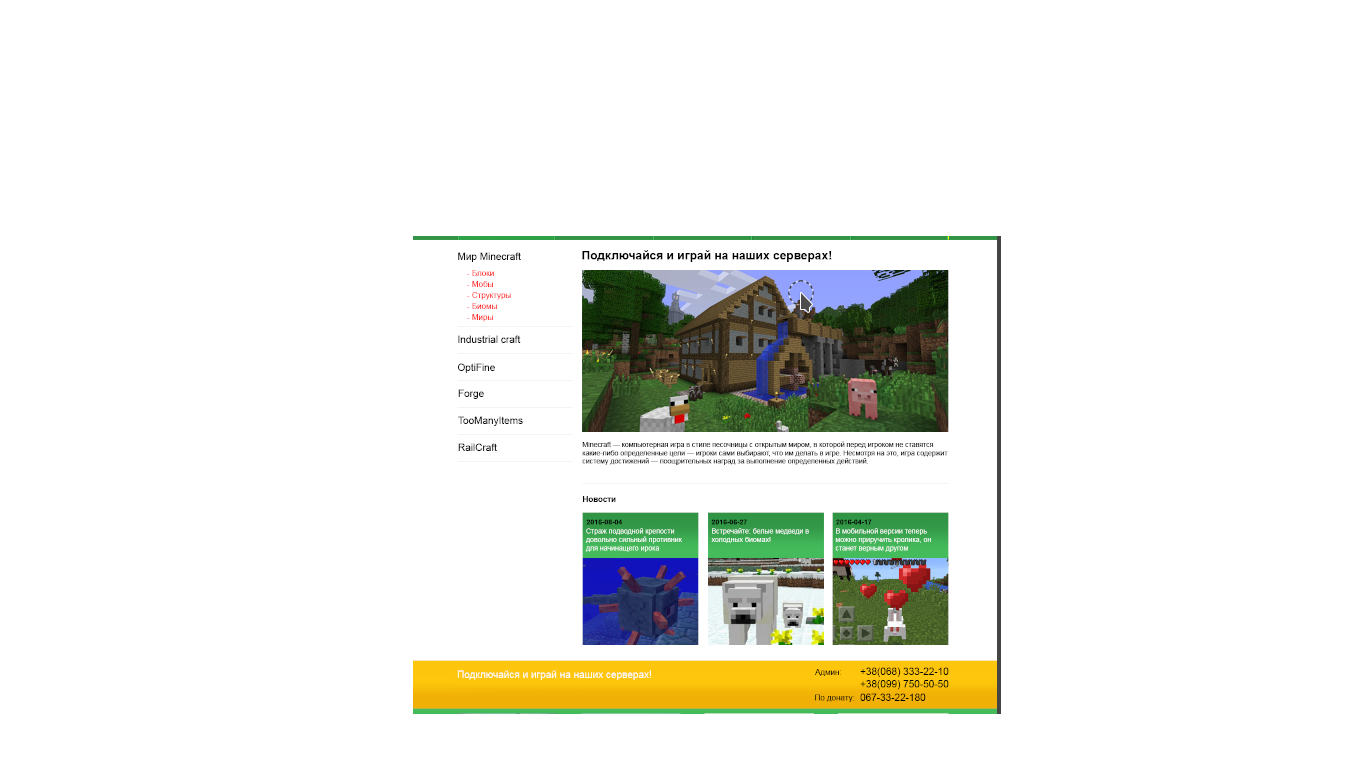 Мир Minecraft
- Блоки
- Мобы
- Структуры
- Биомы
- Миры
Industrial craft
OptiFine
Forge
TooManyItems
RailCraft
Подключайся и играй на наших серверах!
Minecraft — компьютерная игра в стиле песочницы с открытым миром, в которой перед игроком не ставятся
какие-либо определенные цели — игроки сами выбирают, что им делать в игре. Несмотря на это, игра содержит
систему достижений — поощрительных наград за выполнение определенных действий.
Новости
2016-08-04
Страж подводной крепости
довольно сильный противник
для начинащего ирока
2016-06-27
Встречайте: белые медведи в
холодных биомах!
2016-04-17
В мобильной версии теперь
можно приручить кролика, он
станет верным другом
Подключайся и играй на наших серверах!
Админ: +38(068) 333-22-10
+38(099) 750-50-50
По донату: 067-33-22-180